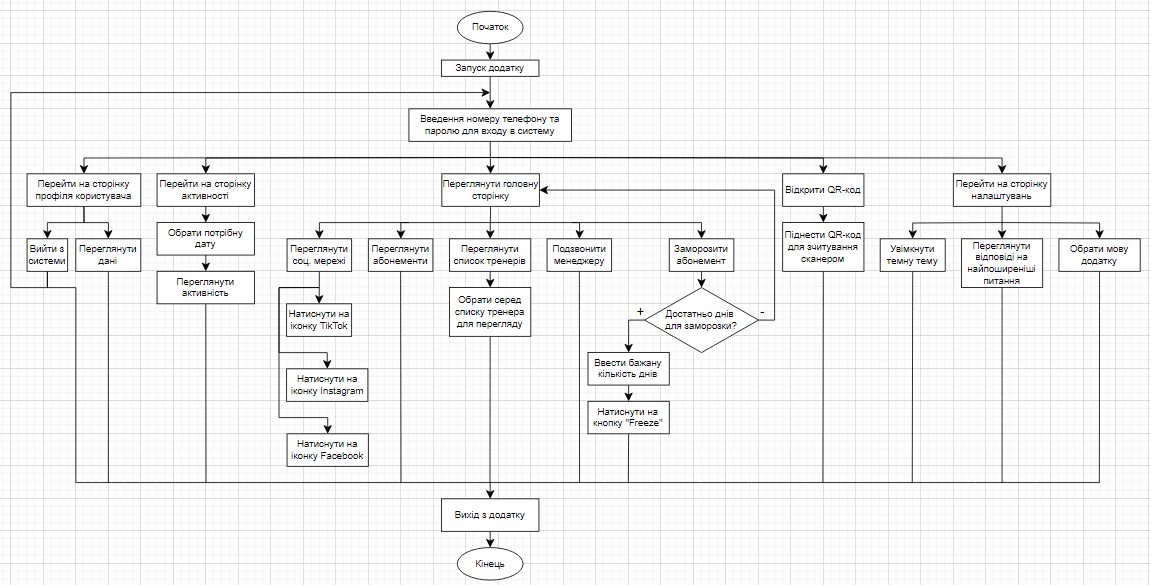 Початок
Запуск додатку
Введення номеру телефону та
паролю для входу в систему
Перейти на сторінку
профіля користувача
Перейти на сторінку
активності
Переглянути головну
сторінку
Відкрити QR-код
Перейти на сторінку
налаштувань
Вийти з
системи
Переглянути
дані
Обрати потрібну
дату
Переглянути
активність
Переглянути
соц. мережі
Переглянути
абонементи
Переглянути
список тренерів
Подзвонити
менеджеру
Заморозити
абонемент
Піднести QR-код
для зчитування
сканером
Увімкнути
темну тему
Переглянути
відповіді на
найпоширеніші
питання
Обрати мову
додатку
Натиснути на
іконку TikTok
Обрати серед
списку тренера
для перегляду
+
Достатньо днів
для заморозки?
-
Натиснути на
іконку Instagram
Ввести бажану
кількість днів
Натиснути на
кнопку "Freeze"
Натиснути на
іконку Facebook
Вихід з додатку
Кінець